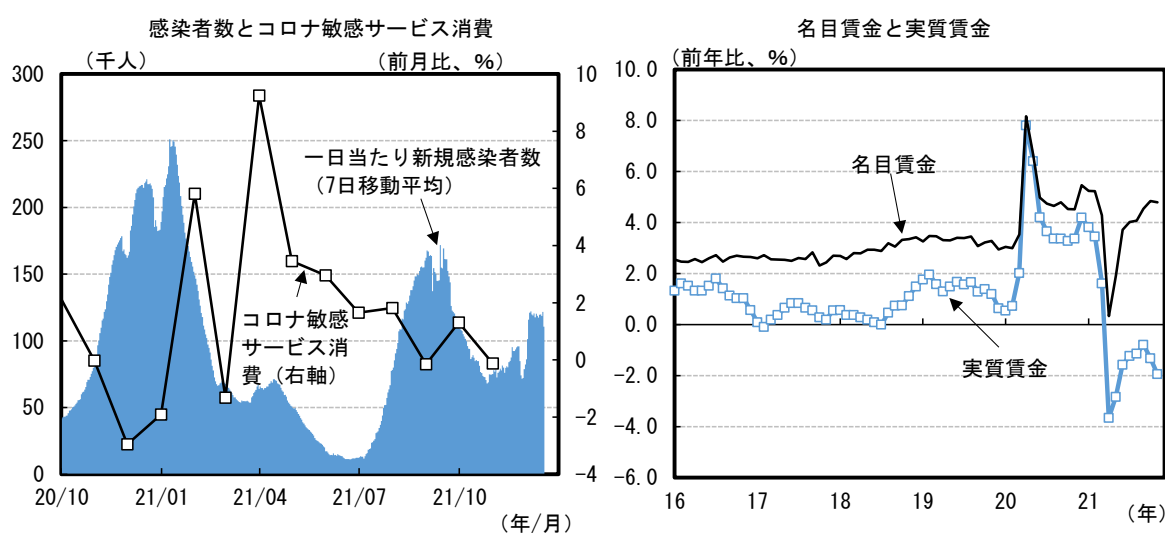 感染者数とコロナ敏感サービス消費
（千人）
（前月比、%）
300
250
200
150
100
50
0
10
8
6
4
2
0
-2
-4
一日当たり新規感染者数
（7日移動平均）
コロナ敏感
サービス消
費（右軸）
20/10
21/01
21/04
21/07
21/10
（年/月）
名目賃金と実質賃金
（前年比、%）
10.0
8.0
6.0
4.0
2.0
0.0
-2.0
-4.0
-6.0
名目賃金
実質賃金
16
17
18
19
20
21
（年）